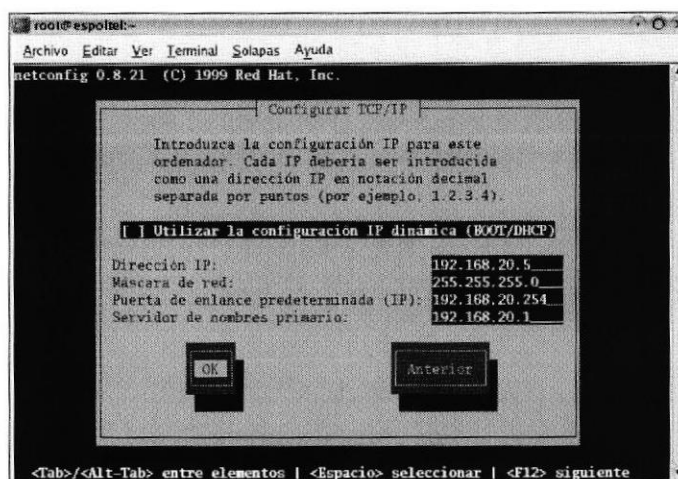 root@espoltel:~
Archivo Editar Ver Terminal Solapas Ayuda
netconfig 0.8.21 (C) 1999 Red Hat, Inc.
Configurar TCP/IP
Introduzca la configuración IP para este
ordenador. Cada IP debería ser introducida
como una dirección IP en notación decimal
separada por puntos (por ejemplo, 1.2.3.4).
[ ] Utilizar la configuración IP dinámica (BOOT/DHCP)
Dirección IP: 192.168.20.5
Máscara de red: 255.255.255.0
Puerta de enlance predeterminada (IP): 192.168.20.254
Servidor de nombres primario: 192.168.20.1
OK Anterior
<Tab>/<Alt-Tab> entre elementos | <Espacio> seleccionar | <F12> siguiente